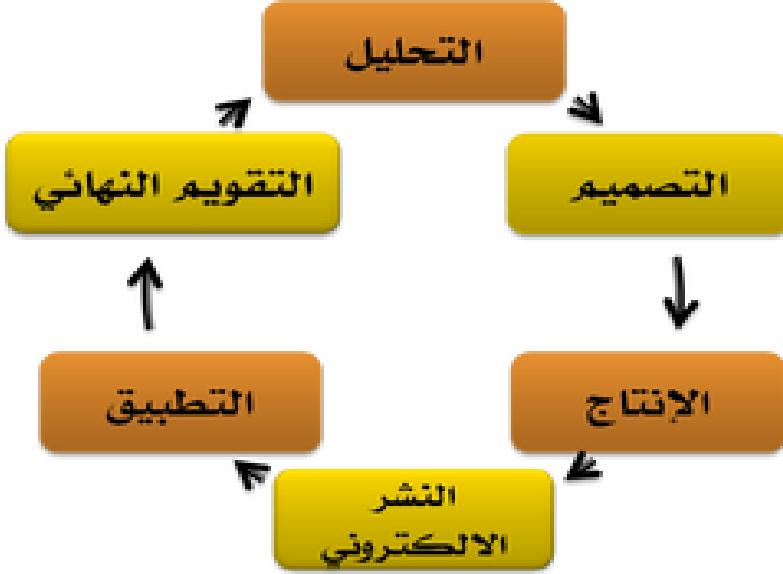 التحليل
التصميم
الإنتاج
النشر
الالكتروني
التطبيق
التقويم النهائي